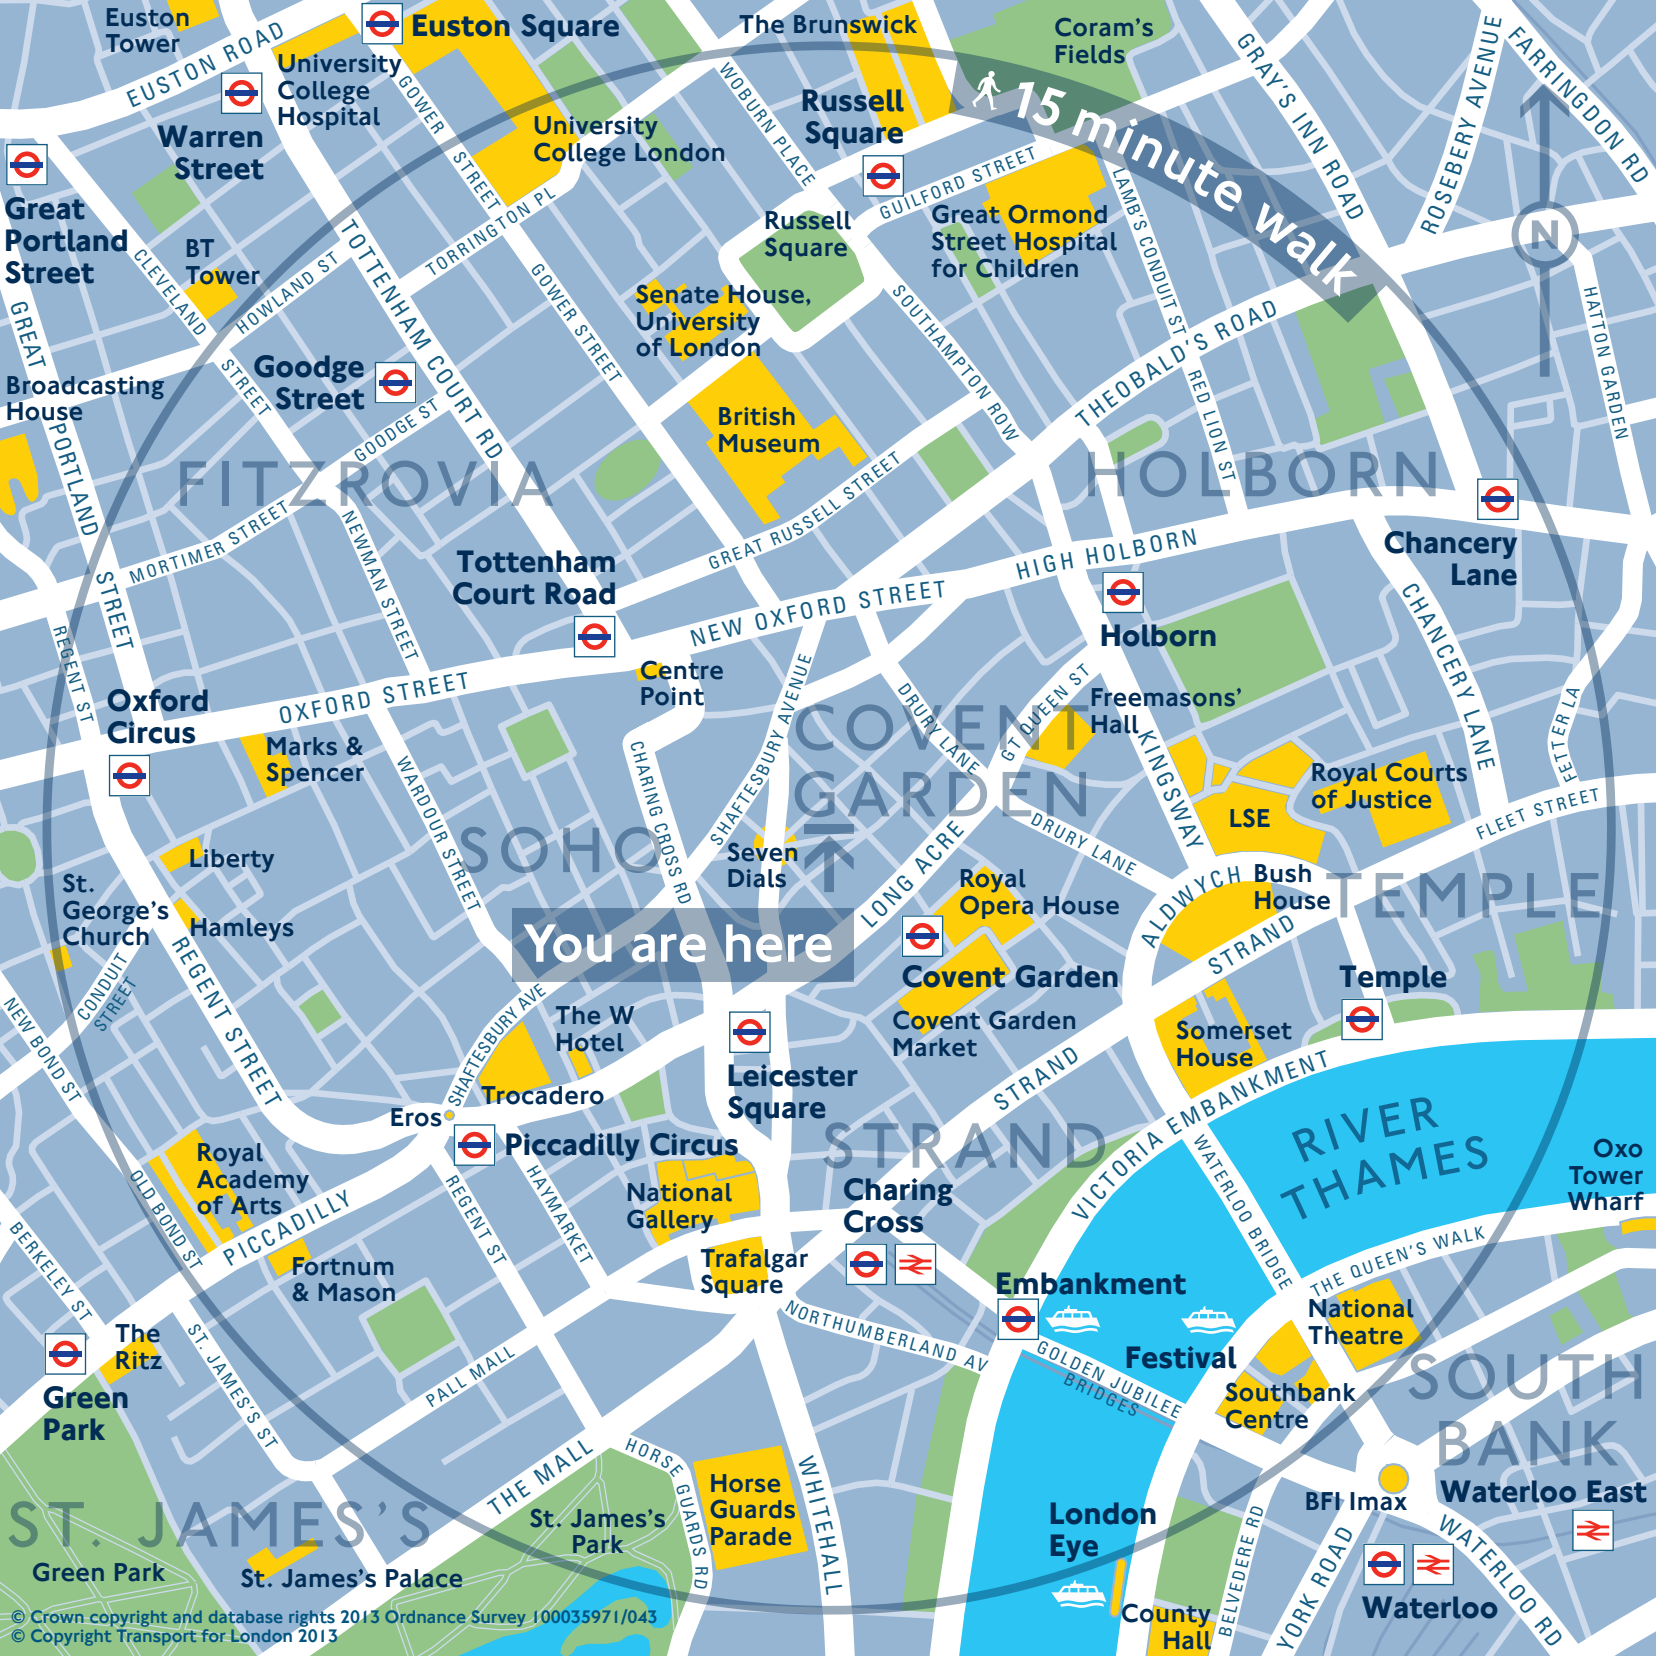 Euston
Tower
EUSTON ROAD
Euston Square
University
College
Hospital
Warren
Street
Great
Portland
Street
GOWER
STREET
University
College London
The Brunswick
WOBURN PLACE
Russell
Square
Coram's
Fields
15 minute walk
GRAY'S INN ROAD
ROSEBERY AVENUE
FARRINGDON RD
N
HATTON GARDEN
GUILFORD STREET
LAMB'S CONDUIT ST
Great Ormond
Street Hospital
for Children
Russell
Square
TORRINGTON PL
BT
Tower
CLEVELAND
STREET
HOWLAND ST
TOTTENHAM COURT RD
GOWER STREET
Senate House,
University
of London
SOUTHAMPTON ROW
THEOBALD'S ROAD
RED LION ST
GREAT
PORTLAND
STREET
Broadcasting
House
Goodge
Street
GOODGE ST
British
Museum
FITZROVIA
HOLBORN
MORTIMER STREET
NEWMAN STREET
GREAT RUSSELL STREET
Tottenham
Court Road
NEW OXFORD STREET
HIGH HOLBORN
Chancery
Lane
CHANCERY LANE
Holborn
REGENT ST
Oxford
Circus
OXFORD STREET
Centre
Point
Marks &
Spencer
CHARING CROSS RD
SHAFTESBURY AVENUE
COVENT
GARDEN
DRURY LANE
GT QUEEN ST
Freemasons'
Hall
KINGSWAY
Royal Courts
of Justice
FETTER LA
FLEET STREET
LSE
WARDOUR STREET
SOHO
Seven
Dials
LONG ACRE
DRURY LANE
Liberty
Hamleys
St.
George's
Church
CONDUIT
STREET
REGENT STREET
You are here
Royal
Opera House
Covent Garden
Covent Garden
Market
ALDWYCH
Bush
House
TEMPLE
STRAND
Temple
Somerset
House
NEW BOND ST
SHAFTESBURY AVE
The W
Hotel
Trocadero
Eros
Leicester
Square
Piccadilly Circus
STRAND
STRAND
VICTORIA EMBANKMENT
RIVER
THAMES
Oxo
Tower
Wharf
Royal
Academy
of Arts
OLD BOND ST
PICCADILLY
REGENT ST
HAYMARKET
National
Gallery
Charing
Cross
WATERLOO BRIDGE
THE QUEEN'S WALK
BERKELEY ST
Fortnum
& Mason
Trafalgar
Square
NORTHUMBERLAND AV
Embankment
Festival
GOLDEN JUBILEE
BRIDGES
National
Theatre
The
Ritz
Green
Park
ST. JAMES'S ST
PALL MALL
Southbank
Centre
SOUTH
BANK
THE MALL
HORSE GUARDS RD
Horse
Guards
Parade
WHITEHALL
London
Eye
BFI Imax
Waterloo East
ST. JAMES'S
St. James's
Park
Green Park
St. James's Palace
BELVEDERE RD
YORK ROAD
WATERLOO RD
County
Hall
Waterloo
© Crown copyright and database rights 2013 Ordnance Survey 100035971/043
© Copyright Transport for London 2013